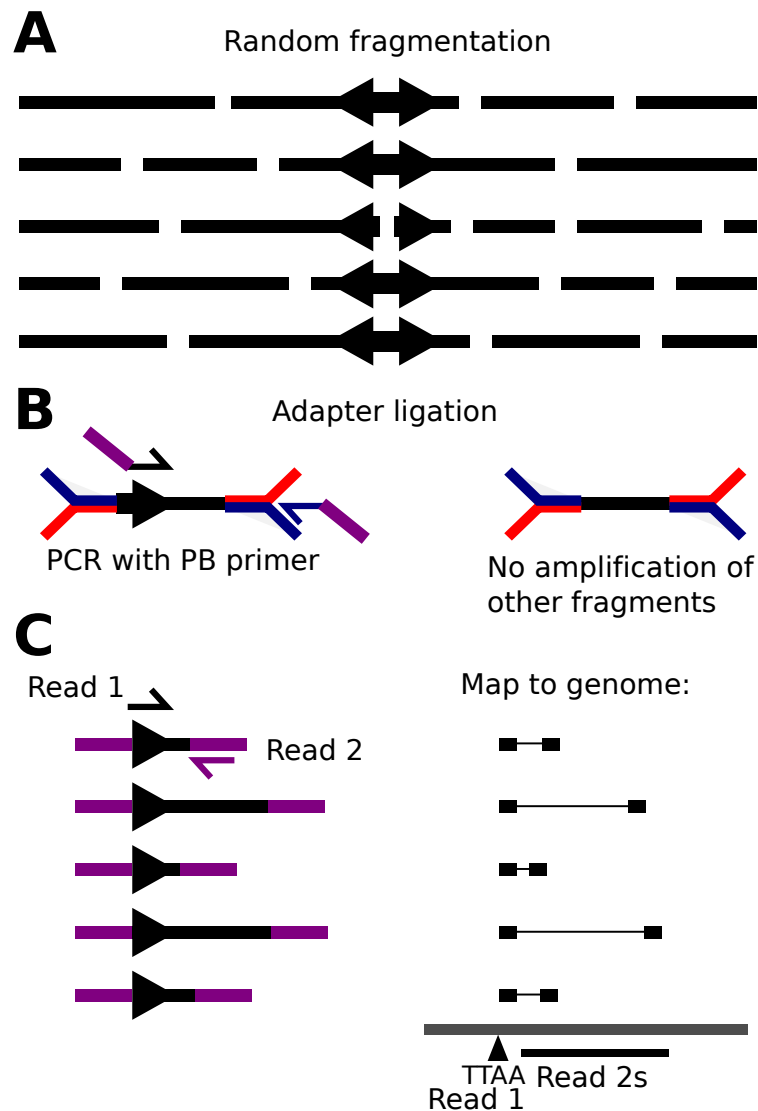 A
Random fragmentation
B
Adapter ligation
PCR with PB primer
No amplification of
other fragments
C
Read 1
Map to genome:
Read 2
TTAA
Read 2s
Read 1